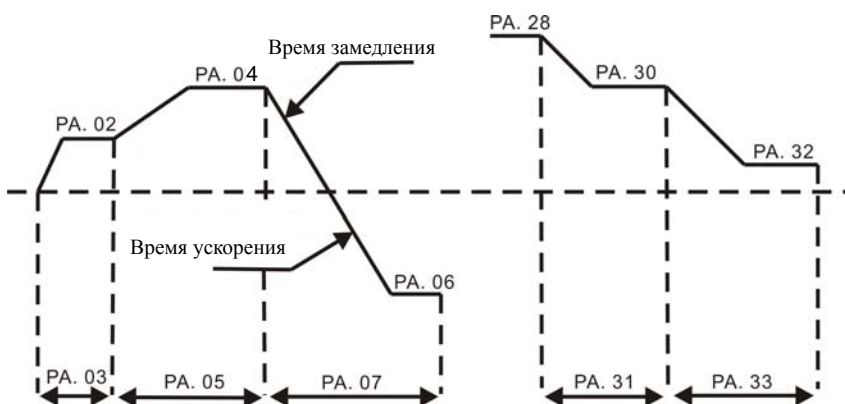 PA. 28
Время замедления
PA. 04
PA. 30
PA. 02
PA. 32
Время ускорения
PA. 06
PA. 03
PA. 05
PA. 07
PA. 31
PA. 33